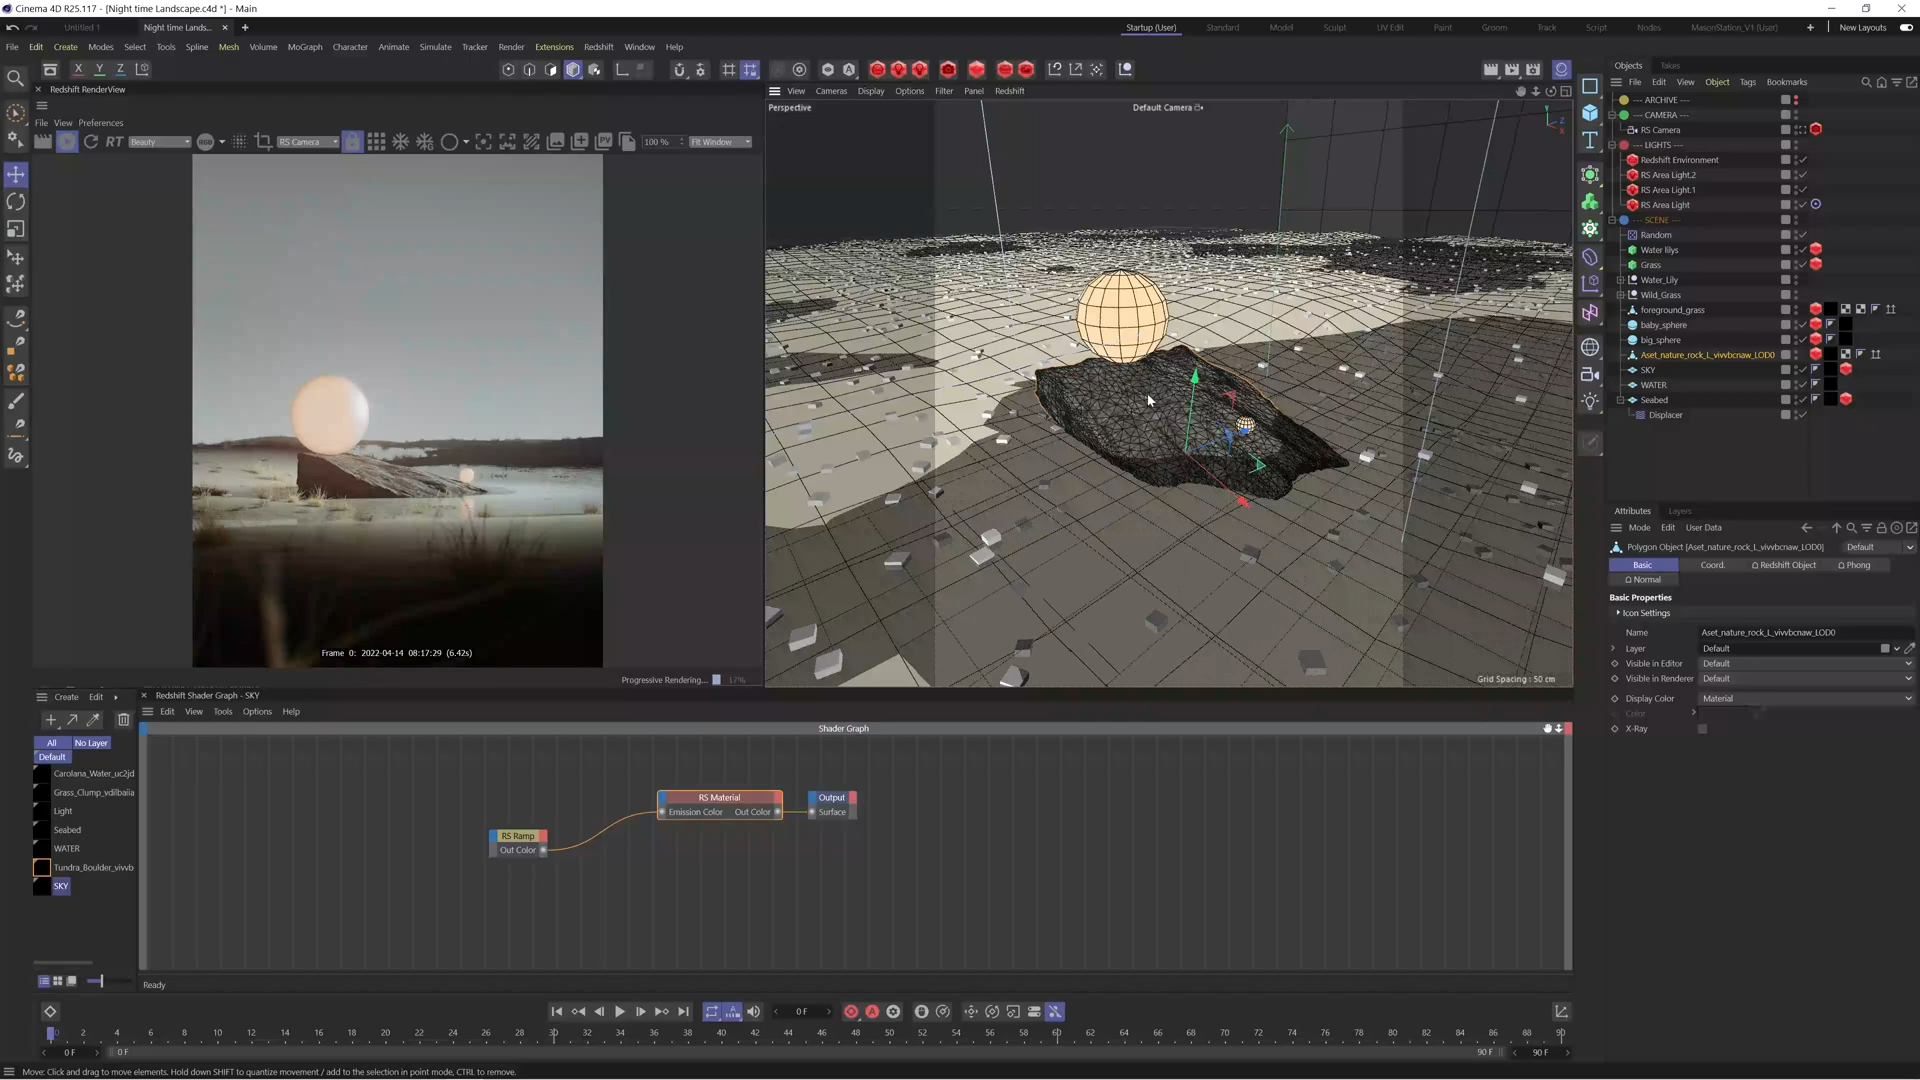 Cinema 4D R25.117 - [Night time Landscape.c4d *] - Main
Untitled 1
Night time Lands...
Startup (User)
Standard
Model
Sculpt
UV Edit
Paint
Groom
Track
Script
Nodes
MasonStation_V1 (User)
New Layouts
File Edit Create Modes Select Tools Spline Mesh Volume MoGraph Character Animate Simulate Tracker Render Extensions Redshift Window Help
X Y Z
Redshift RenderView
File View Preferences
RT Beauty RGB RS Camera PV 100 % Fit Window
Frame 0: 2022-04-14 08:17:29 (6.42s)
Progressive Rendering... 17%
View Cameras Display Options Filter Panel Redshift
Perspective
Default Camera
Y
Z
X
Grid Spacing : 50 cm
Objects Takes
File Edit View Object Tags Bookmarks
--- ARCHIVE ---
--- CAMERA ---
RS Camera
--- LIGHTS ---
Redshift Environment
RS Area Light.2
RS Area Light.1
RS Area Light
--- SCENE ---
Random
Water lilys
Grass
Water_Lily
Wild_Grass
foreground_grass
baby_sphere
big_sphere
Aset_nature_rock_L_vivvbcnaw_LOD0
SKY
WATER
Seabed
Displacer
Attributes Layers
Mode Edit User Data
Polygon Object [Aset_nature_rock_L_vivvbcnaw_LOD0]
Default
Basic Coord. Redshift Object Phong
Normal
Basic Properties
Icon Settings
Name Aset_nature_rock_L_vivvbcnaw_LOD0
Layer Default
Visible in Editor Default
Visible in Renderer Default
Display Color Material
Color
X-Ray
Create Edit
All No Layer
Default
Carolana_Water_uc2jd
Grass_Clump_vdlbaiia
Light
Seabed
WATER
Tundra_Boulder_vivvb
SKY
Redshift Shader Graph - SKY
Edit View Tools Options Help
Shader Graph
RS Material
Emission Color Out Color
Output
Surface
RS Ramp
Out Color
Ready
0 F
0 2 4 6 8 10 12 14 16 18 20 22 24 26 28 30 32 34 36 38 40 42 44 46 48 50 52 54 56 58 60 62 64 66 68 70 72 74 76 78 80 82 84 86 88 90
0 F
0 F
90 F
90 F
Move: Click and drag to move elements. Hold down SHIFT to quantize movement / add to the selection in point mode, CTRL to remove.